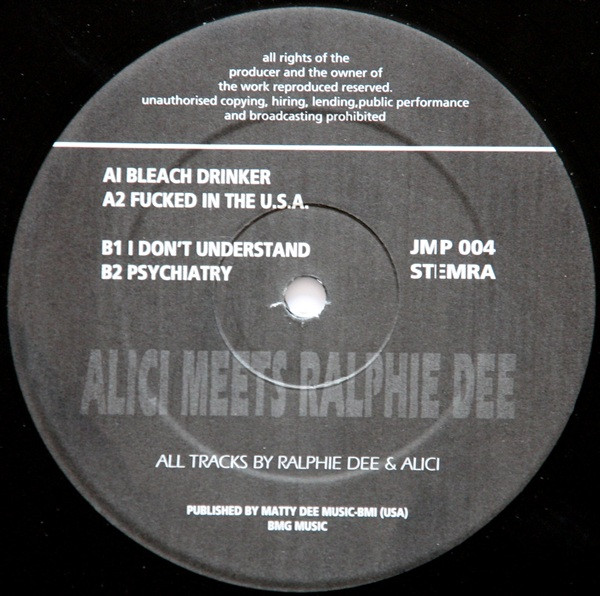 all rights of the
producer and the owner of
the work reproduced reserved.
unauthorised copying, hiring, lending,public performance
and broadcasting prohibited
A1 BLEACH DRINKER
A2 FUCKED IN THE U.S.A.
B1 I DON'T UNDERSTAND
B2 PSYCHIATRY
JMP 004
STEMRA
ALICI MEETS RALPHIE DEE
ALL TRACKS BY RALPHIE DEE & ALICI
PUBLISHED BY MATTY DEE MUSIC-BMI (USA)
BMG MUSIC